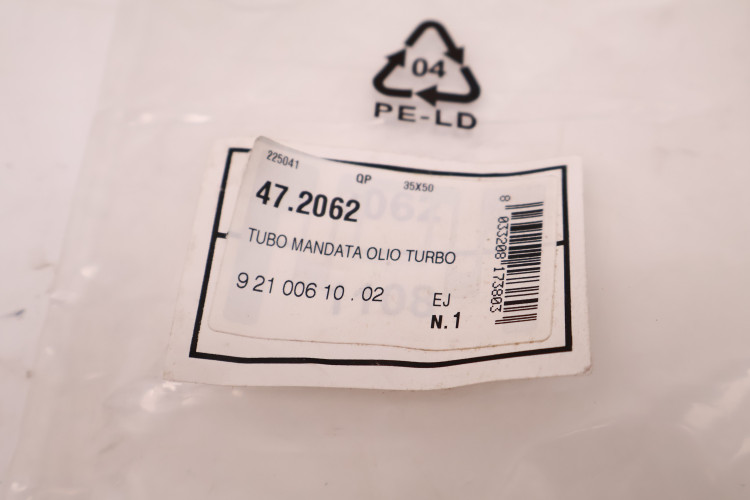 04
PE-LD
225041
QP 35X50
47.2062
TUBO MANDATA OLIO TURBO
9 21 006 10 . 02
EJ
N. 1
8 033208 173803